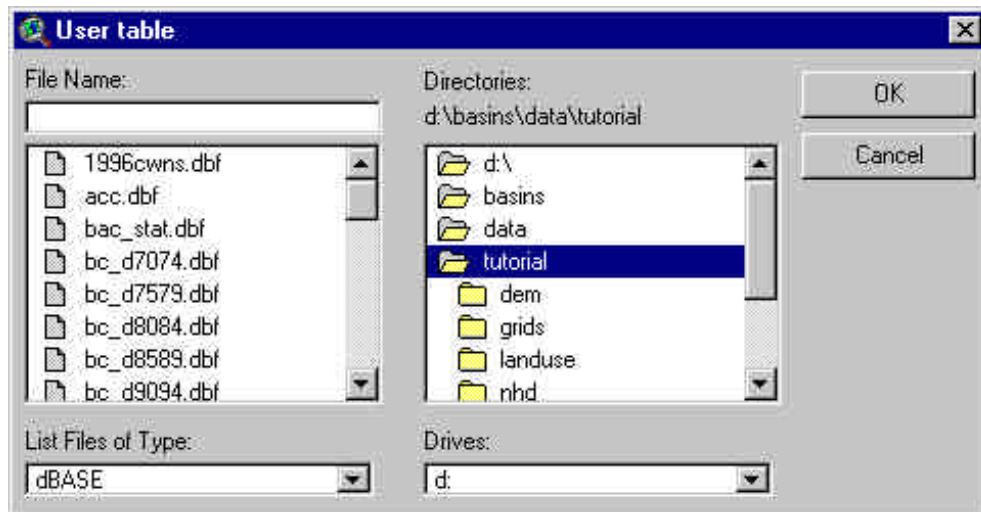 User table
File Name:
1996cwns.dbf
acc.dbf
bac_stat.dbf
bc_d7074.dbf
bc_d7579.dbf
bc_d8084.dbf
bc_d8589.dbf
bc_d9094.dbf
List Files of Type:
dBASE
Directories:
d:\basins\data\tutorial
d:\
basins
data
tutorial
dem
grids
landuse
nhd
Drives:
d:
OK
Cancel